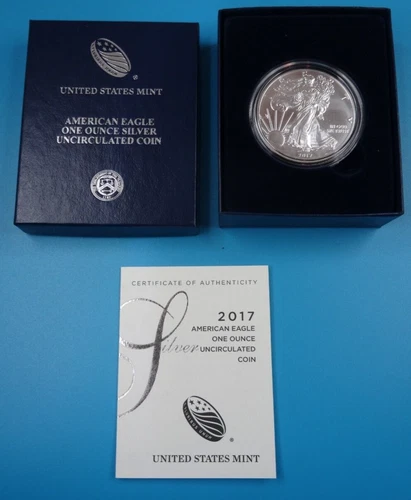 UNITED STATES MINT
AMERICAN EAGLE
ONE OUNCE SILVER
UNCIRCULATED COIN
2017
CERTIFICATE OF AUTHENTICITY
2017
AMERICAN EAGLE
ONE OUNCE
Silver UNCIRCULATED
COIN
UNITED STATES MINT